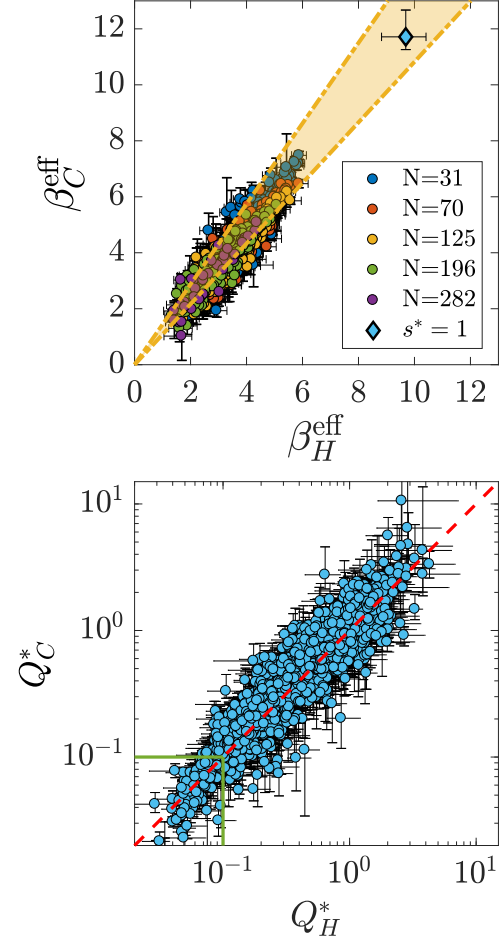 12
10
8
6
4
2
0
β_C^eff
N=31
N=70
N=125
N=196
N=282
s* = 1
0 2 4 6 8 10 12
β_H^eff
10^1
10^0
10^-1
Q_C^*
10^-1 10^0 10^1
Q_H^*